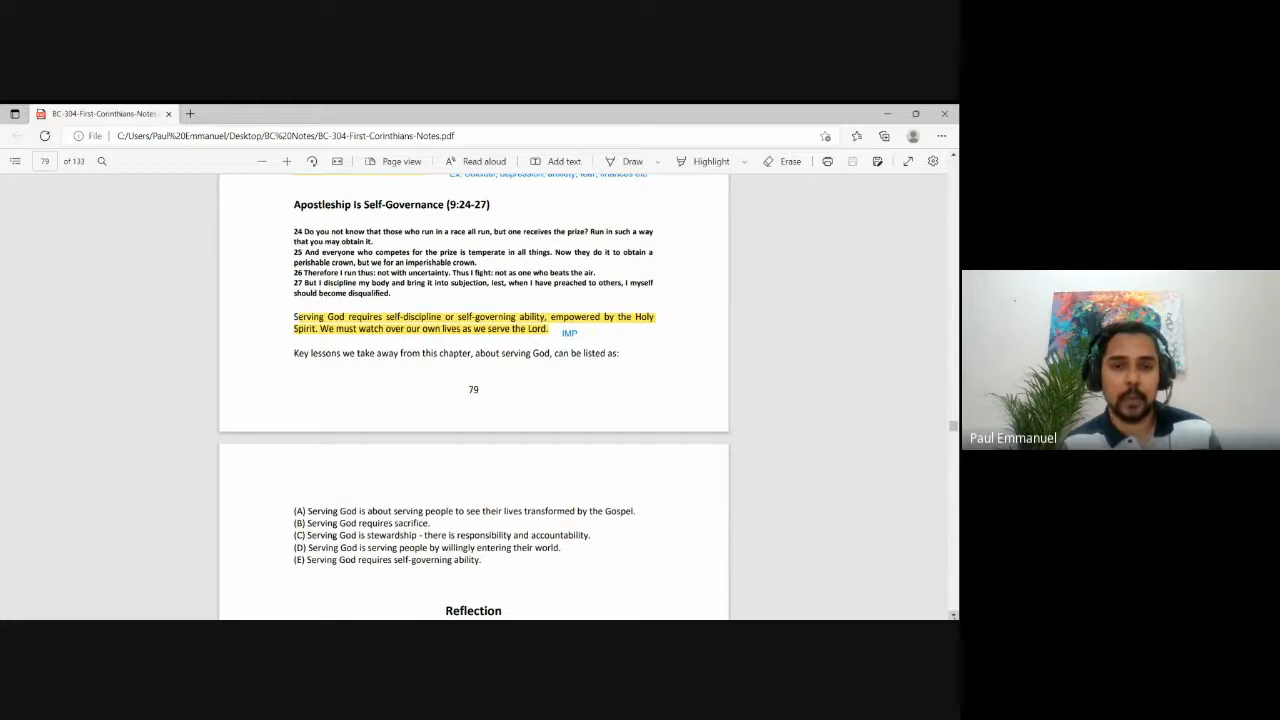 BC-304-First-Corinthians-Notes
File C:/Users/Paul%20Emmanuel/Desktop/BC%20Notes/BC-304-First-Corinthians-Notes.pdf
79 of 133 Page view Read aloud Add text Draw Highlight Erase
Ex. Suicidal, depression, anxiety, fear, finances etc
Apostleship Is Self-Governance (9:24-27)
24 Do you not know that those who run in a race all run, but one receives the prize? Run in such a way
that you may obtain it.
25 And everyone who competes for the prize is temperate in all things. Now they do it to obtain a
perishable crown, but we for an imperishable crown.
26 Therefore I run thus: not with uncertainty. Thus I fight: not as one who beats the air.
27 But I discipline my body and bring it into subjection, lest, when I have preached to others, I myself
should become disqualified.
Serving God requires self-discipline or self-governing ability, empowered by the Holy
Spirit. We must watch over our own lives as we serve the Lord. IMP
Key lessons we take away from this chapter, about serving God, can be listed as:
79
(A) Serving God is about serving people to see their lives transformed by the Gospel.
(B) Serving God requires sacrifice.
(C) Serving God is stewardship - there is responsibility and accountability.
(D) Serving God is serving people by willingly entering their world.
(E) Serving God requires self-governing ability.
Reflection
Paul Emmanuel